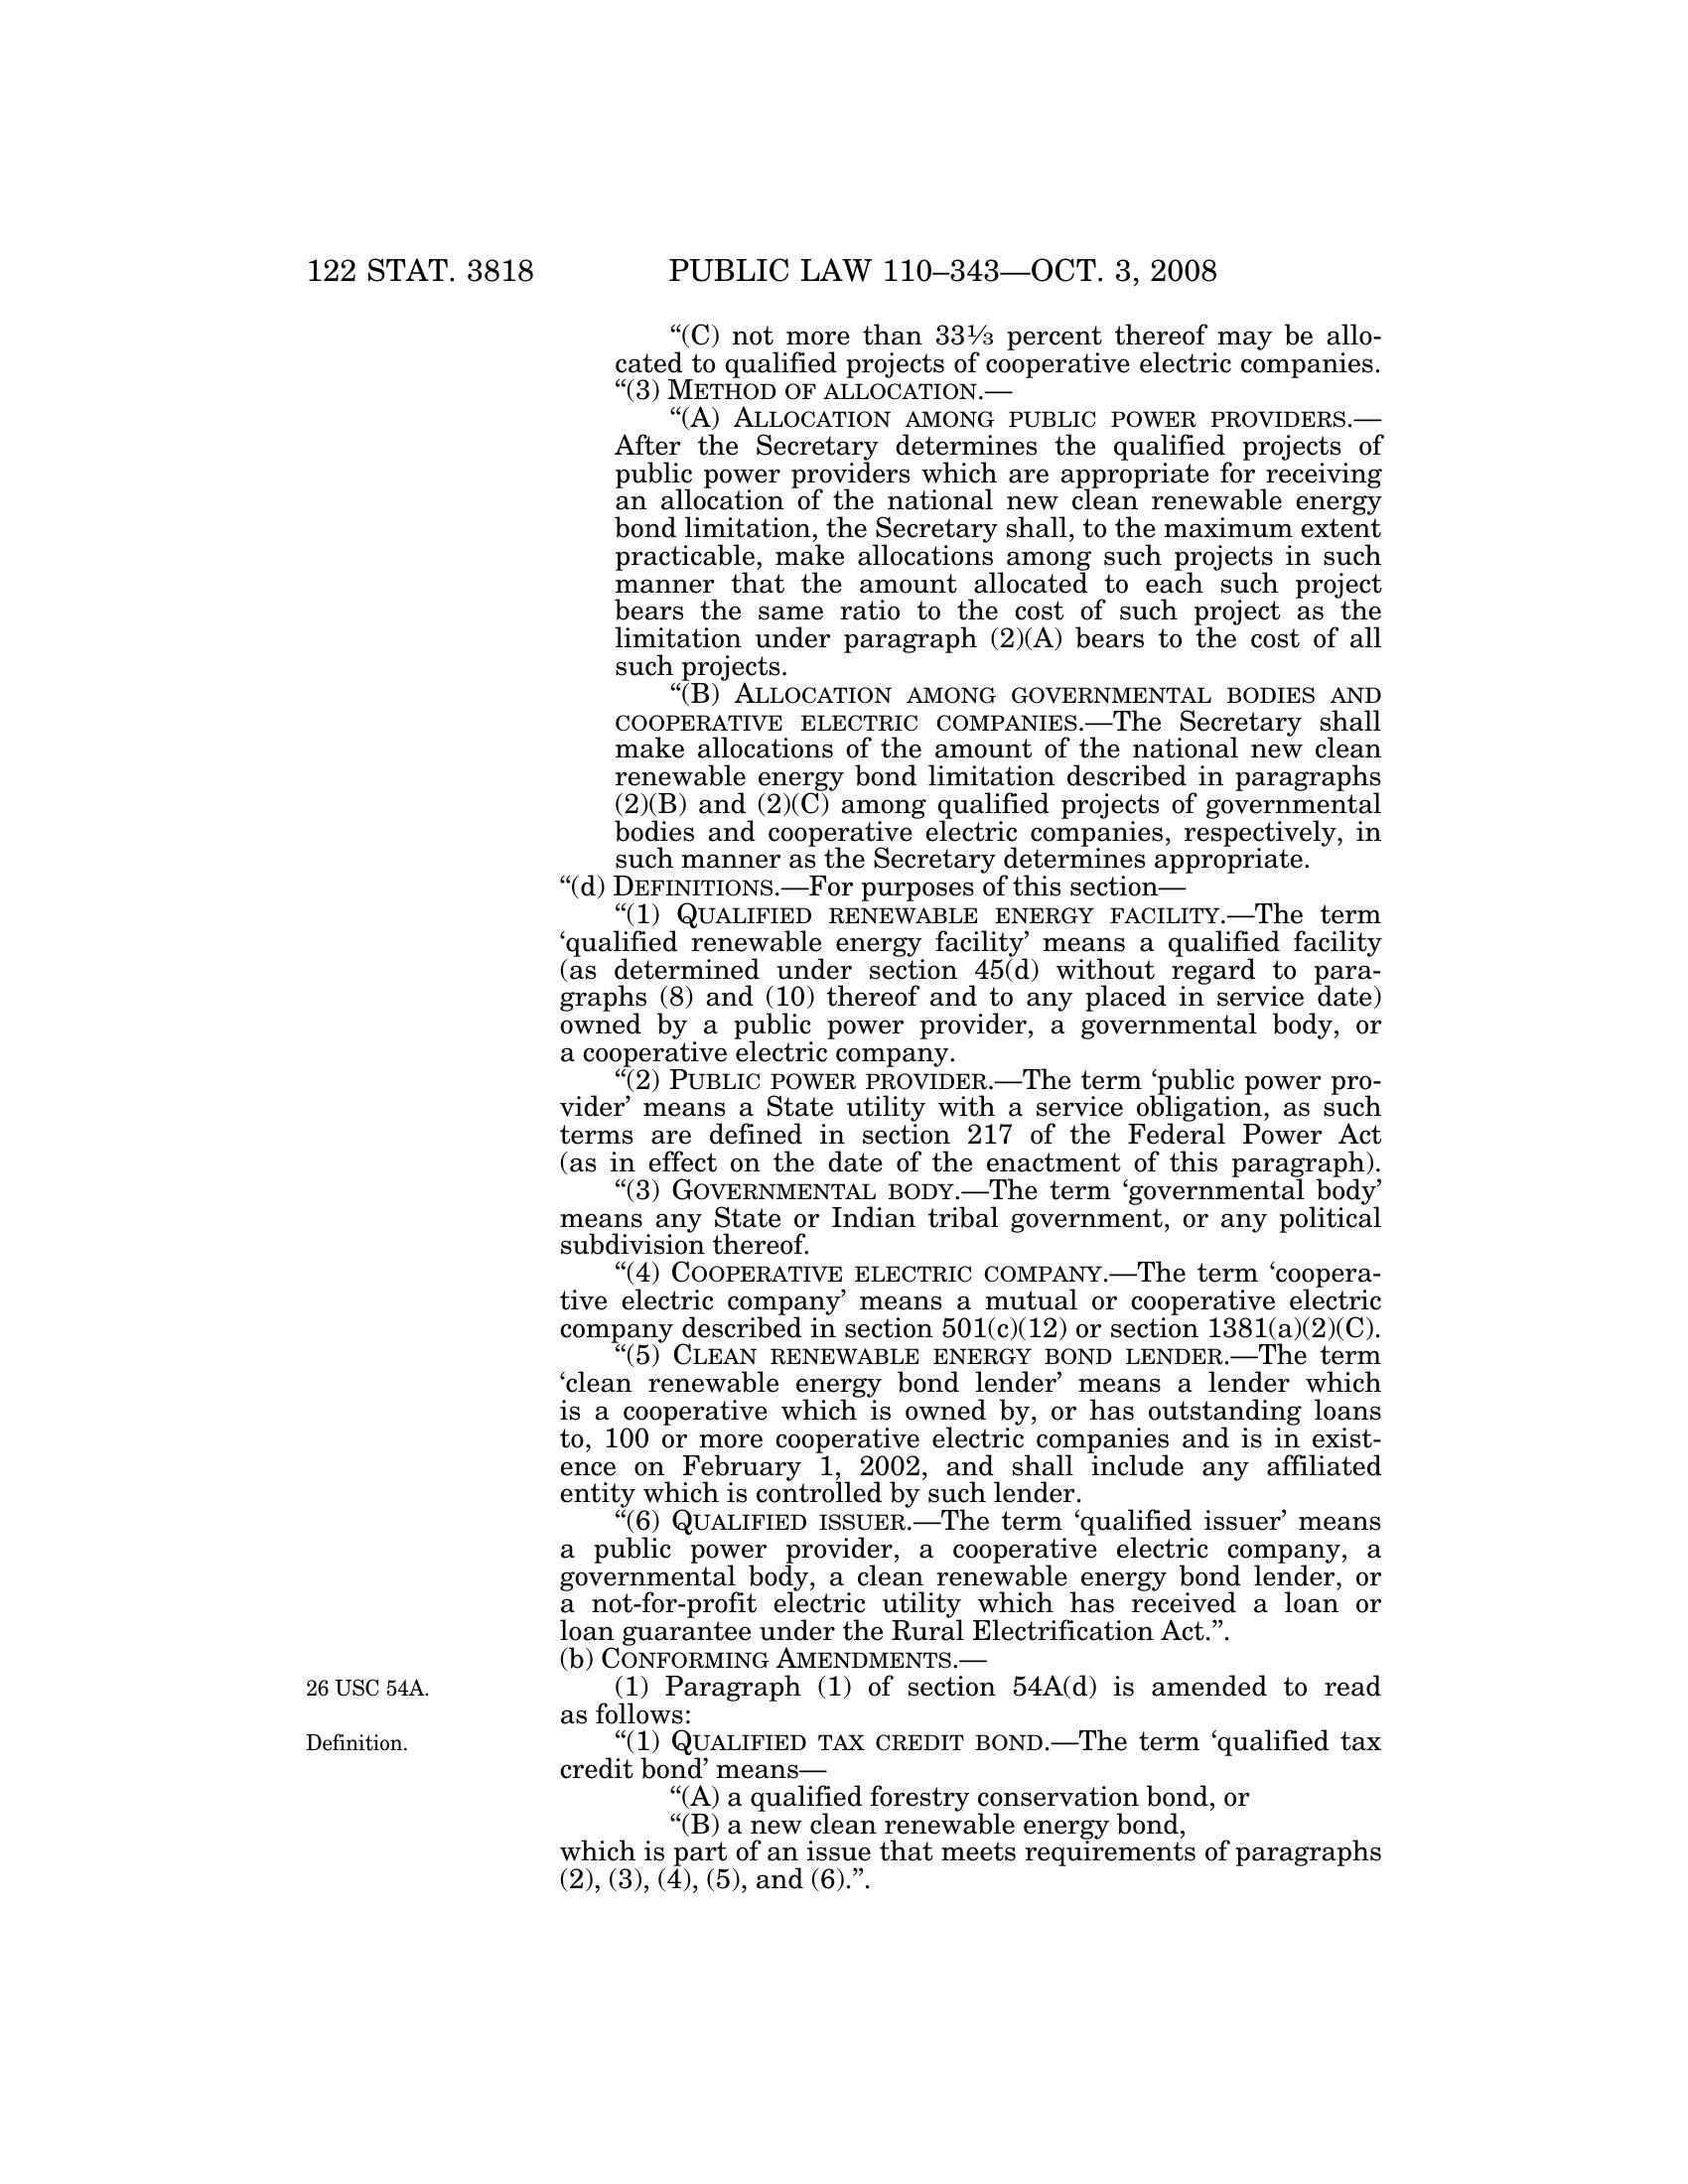 122 STAT. 3818 PUBLIC LAW 110–343—OCT. 3, 2008
“(C) not more than 33⅓ percent thereof may be allo-
cated to qualified projects of cooperative electric companies.
“(3) METHOD OF ALLOCATION.—
“(A) ALLOCATION AMONG PUBLIC POWER PROVIDERS.—
After the Secretary determines the qualified projects of
public power providers which are appropriate for receiving
an allocation of the national new clean renewable energy
bond limitation, the Secretary shall, to the maximum extent
practicable, make allocations among such projects in such
manner that the amount allocated to each such project
bears the same ratio to the cost of such project as the
limitation under paragraph (2)(A) bears to the cost of all
such projects.
“(B) ALLOCATION AMONG GOVERNMENTAL BODIES AND
COOPERATIVE ELECTRIC COMPANIES.—The Secretary shall
make allocations of the amount of the national new clean
renewable energy bond limitation described in paragraphs
(2)(B) and (2)(C) among qualified projects of governmental
bodies and cooperative electric companies, respectively, in
such manner as the Secretary determines appropriate.
“(d) DEFINITIONS.—For purposes of this section—
“(1) QUALIFIED RENEWABLE ENERGY FACILITY.—The term
‘qualified renewable energy facility’ means a qualified facility
(as determined under section 45(d) without regard to para-
graphs (8) and (10) thereof and to any placed in service date)
owned by a public power provider, a governmental body, or
a cooperative electric company.
“(2) PUBLIC POWER PROVIDER.—The term ‘public power pro-
vider’ means a State utility with a service obligation, as such
terms are defined in section 217 of the Federal Power Act
(as in effect on the date of the enactment of this paragraph).
“(3) GOVERNMENTAL BODY.—The term ‘governmental body’
means any State or Indian tribal government, or any political
subdivision thereof.
“(4) COOPERATIVE ELECTRIC COMPANY.—The term ‘coopera-
tive electric company’ means a mutual or cooperative electric
company described in section 501(c)(12) or section 1381(a)(2)(C).
“(5) CLEAN RENEWABLE ENERGY BOND LENDER.—The term
‘clean renewable energy bond lender’ means a lender which
is a cooperative which is owned by, or has outstanding loans
to, 100 or more cooperative electric companies and is in exist-
ence on February 1, 2002, and shall include any affiliated
entity which is controlled by such lender.
“(6) QUALIFIED ISSUER.—The term ‘qualified issuer’ means
a public power provider, a cooperative electric company, a
governmental body, a clean renewable energy bond lender, or
a not-for-profit electric utility which has received a loan or
loan guarantee under the Rural Electrification Act.”.
(b) CONFORMING AMENDMENTS.—
26 USC 54A. (1) Paragraph (1) of section 54A(d) is amended to read
as follows:
Definition. “(1) QUALIFIED TAX CREDIT BOND.—The term ‘qualified tax
credit bond’ means—
“(A) a qualified forestry conservation bond, or
“(B) a new clean renewable energy bond,
which is part of an issue that meets requirements of paragraphs
(2), (3), (4), (5), and (6).”.